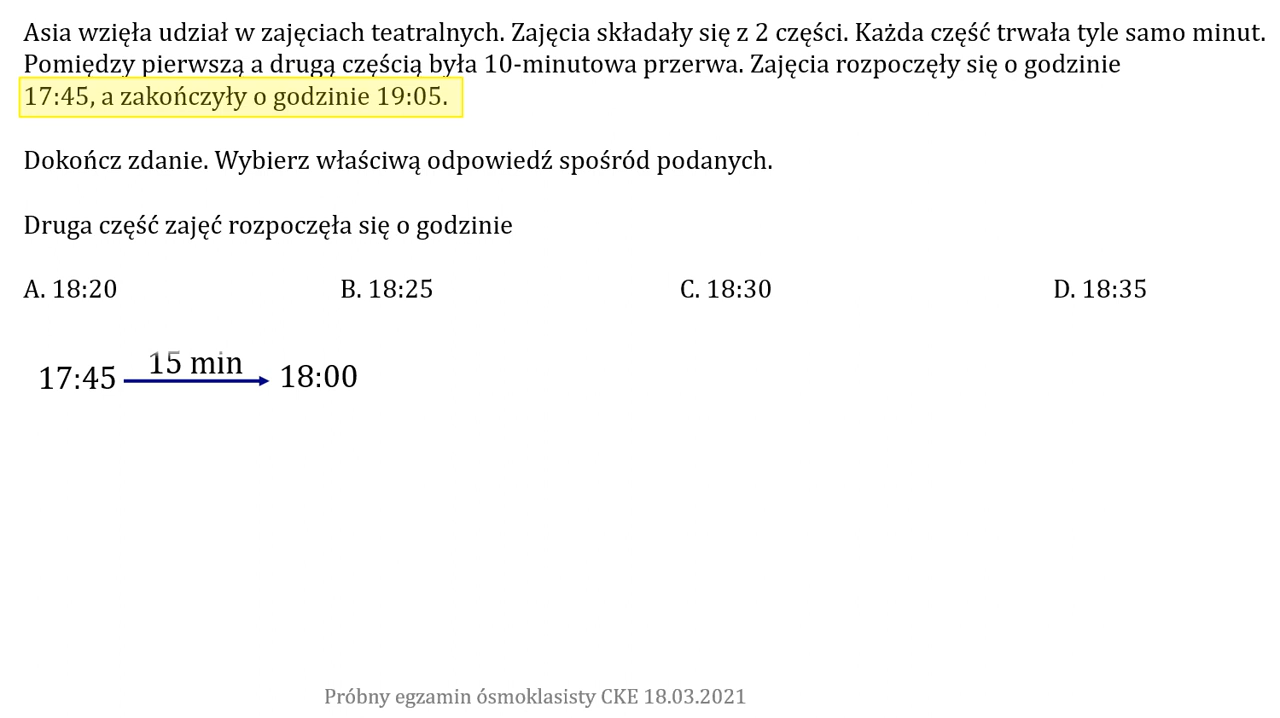 Asia wzięła udział w zajęciach teatralnych. Zajęcia składały się z 2 części. Każda część trwała tyle samo minut.
Pomiędzy pierwszą a drugą częścią była 10-minutowa przerwa. Zajęcia rozpoczęły się o godzinie
17:45, a zakończyły o godzinie 19:05.
Dokończ zdanie. Wybierz właściwą odpowiedź spośród podanych.
Druga część zajęć rozpoczęła się o godzinie
A. 18:20 B. 18:25 C. 18:30 D. 18:35
17:45 15 min 18:00
Próbny egzamin ósmoklasisty CKE 18.03.2021